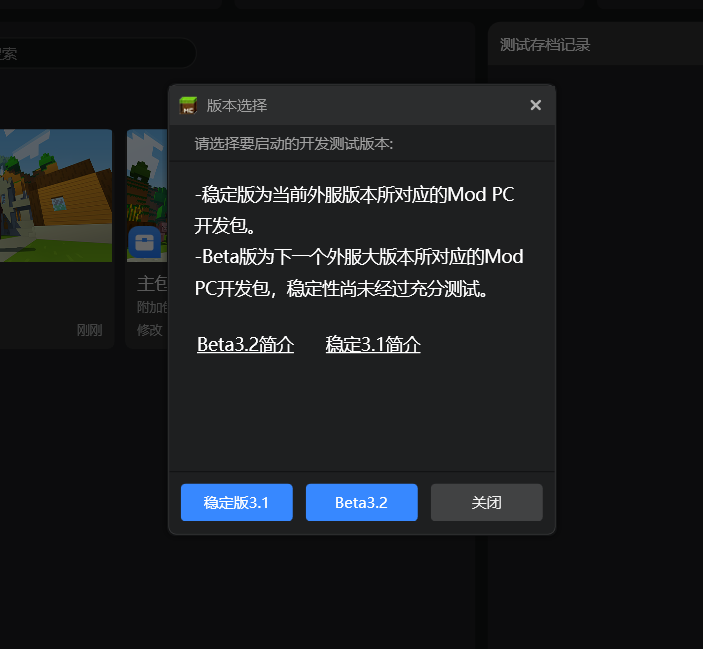 索
测试存档记录
版本选择
请选择要启动的开发测试版本:
-稳定版为当前外服版本所对应的Mod PC
开发包。
-Beta版为下一个外服大版本所对应的Mod
PC开发包，稳定性尚未经过充分测试。
Beta3.2简介 稳定3.1简介
主包
附加包
刚刚 修改
稳定版3.1 Beta3.2 关闭